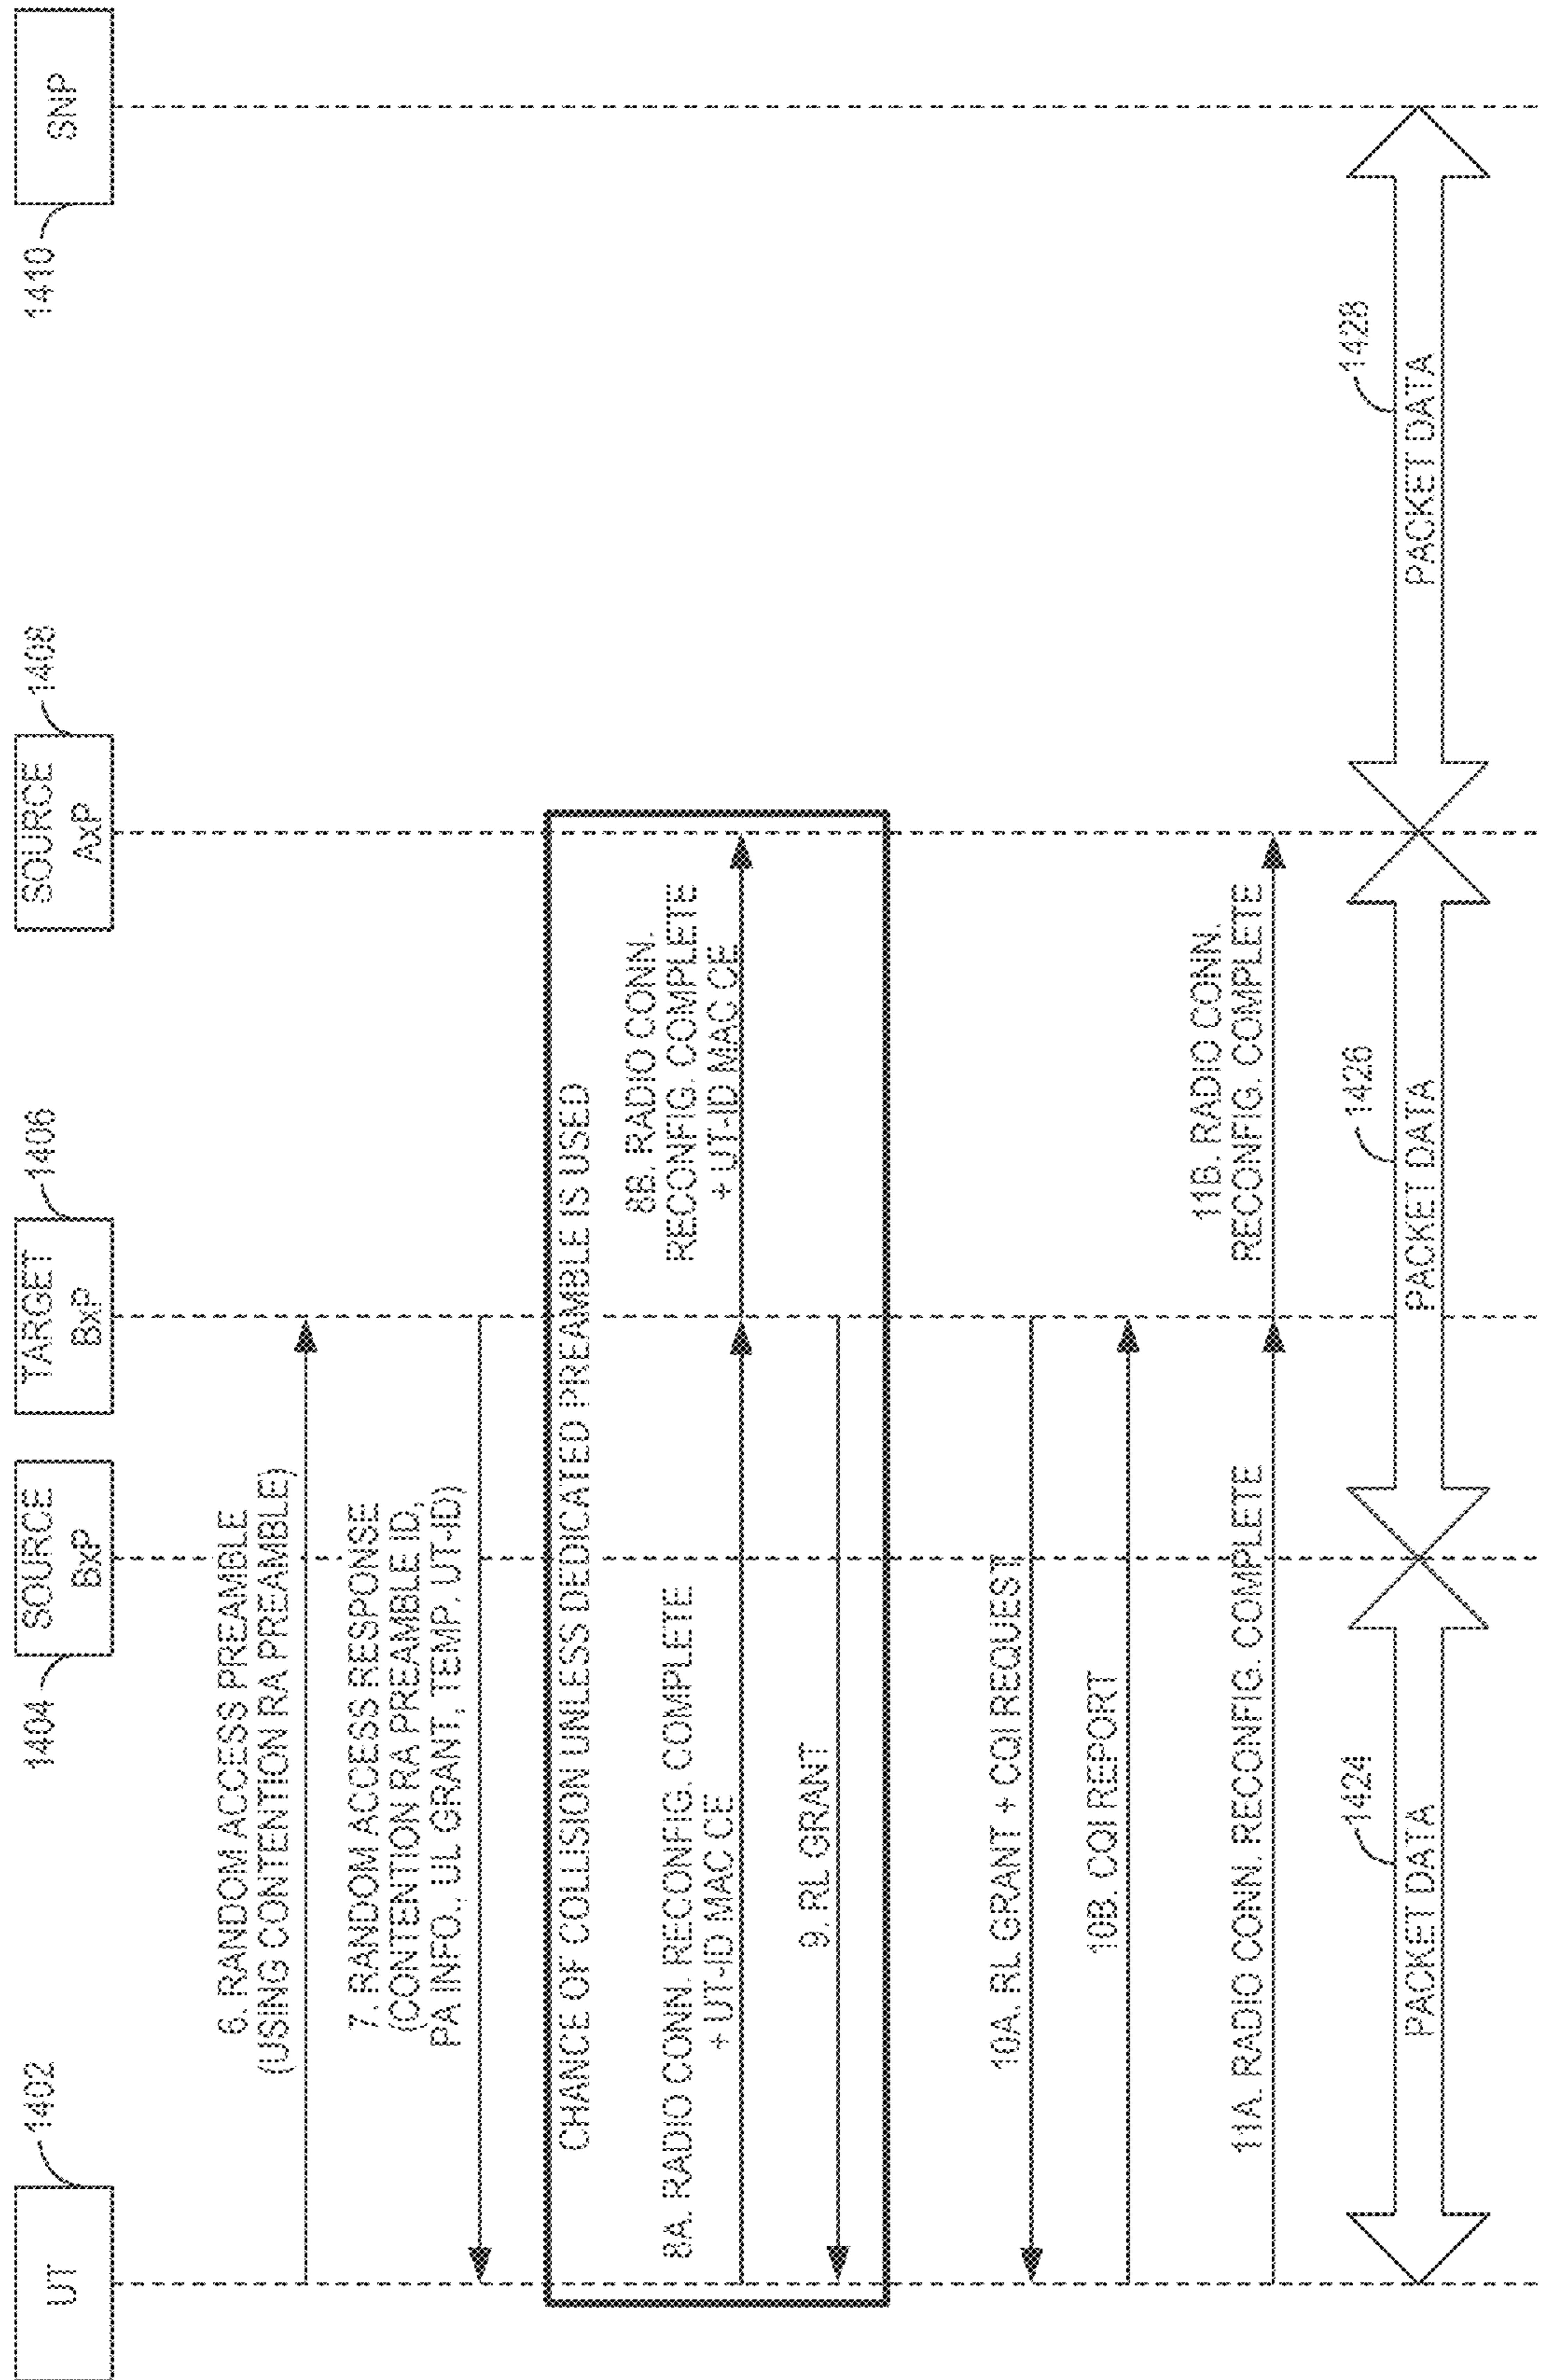 UT
1402
SOURCE
BxP
1404
TARGET
BxP
1406
SOURCE
AxP
1408
SNP
1410
6. RANDOM ACCESS PREAMBLE
(USING CONTENTION RA PREAMBLE)
7. RANDOM ACCESS RESPONSE
(CONTENTION RA PREAMBLE ID,
PA INFO., UL GRANT, TEMP. UT-ID)
CHANCE OF COLLISION UNLESS DEDICATED PREAMBLE IS USED
8A. RADIO CONN. RECONFIG. COMPLETE
+ UT-ID MAC CE
8B. RADIO CONN.
RECONFIG. COMPLETE
+ UT-ID MAC CE
9. RL GRANT
10A. RL GRANT + CQI REQUEST
10B. CQI REPORT
11A. RADIO CONN. RECONFIG. COMPLETE
11B. RADIO CONN.
RECONFIG. COMPLETE
1424
PACKET DATA
1426
PACKET DATA
1428
PACKET DATA